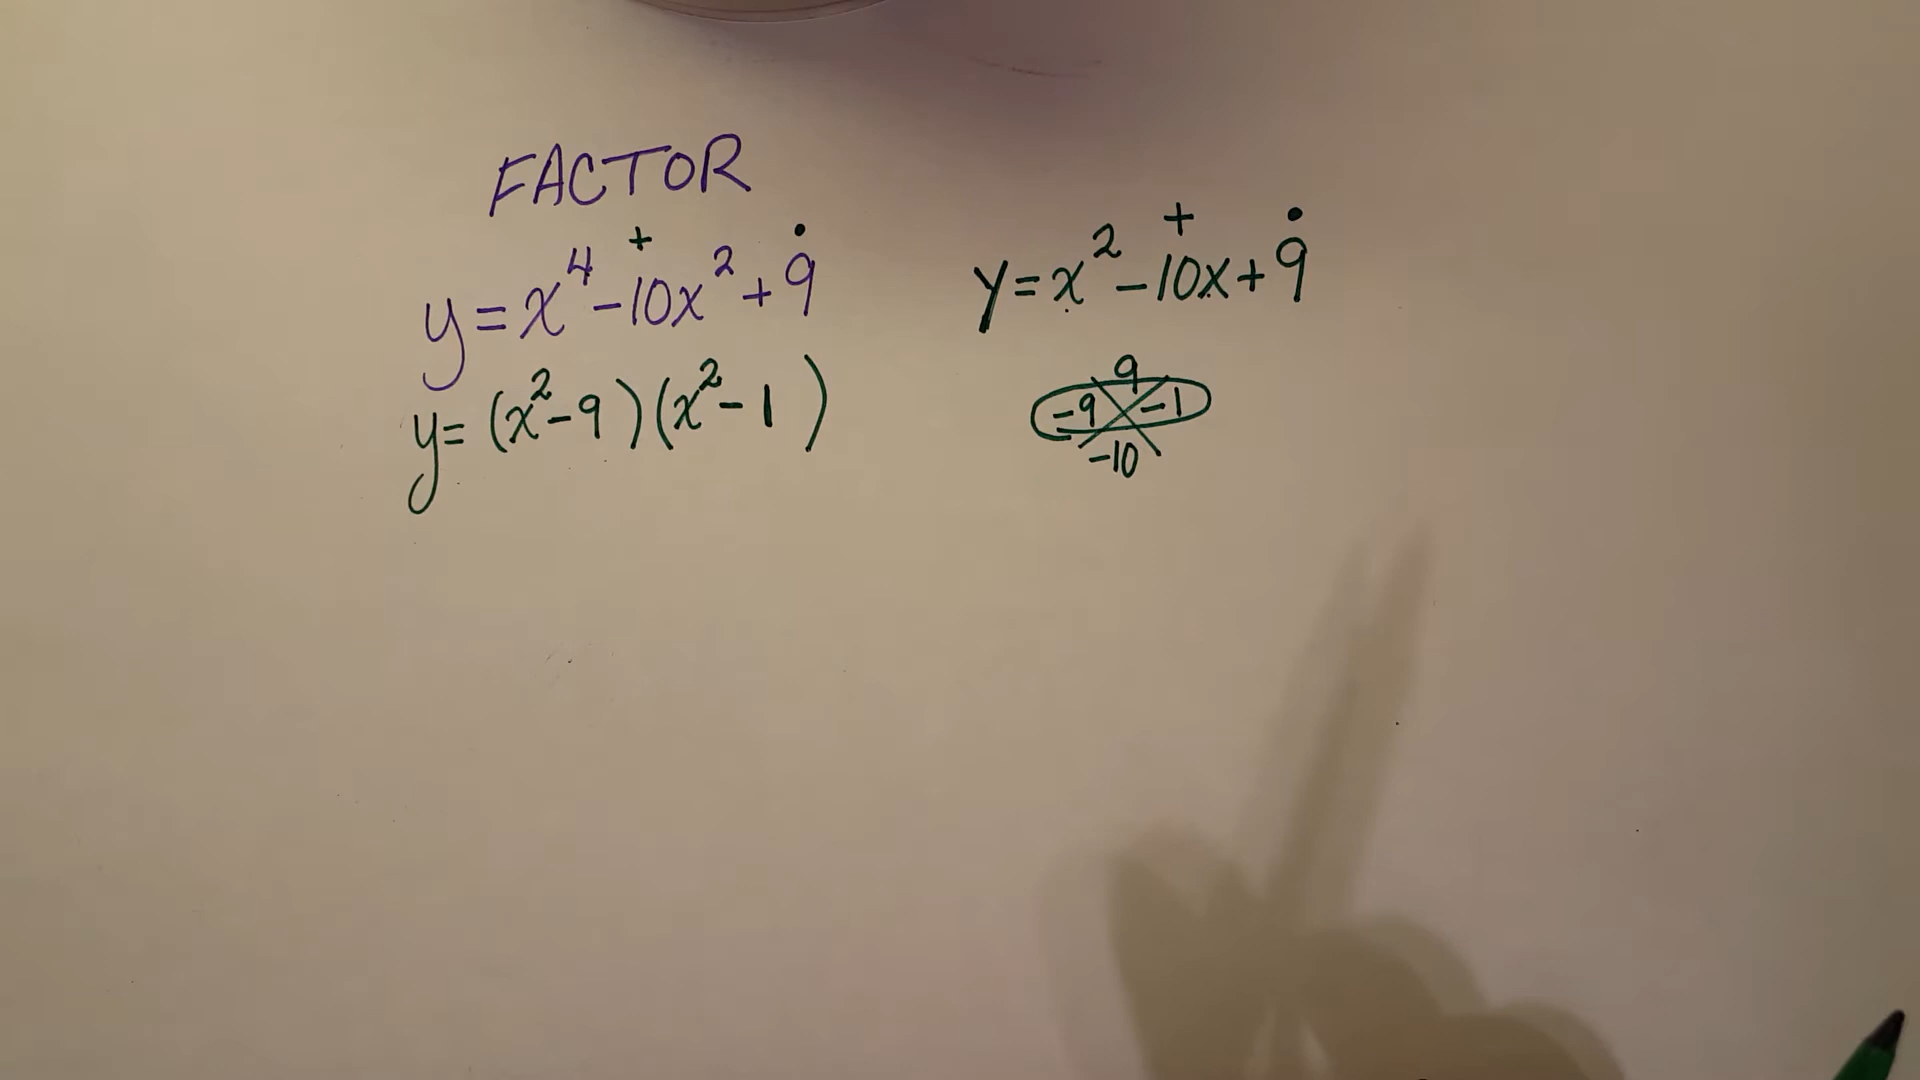 FACTOR
+ •
y = x⁴ - 10x² + 9
y = (x² - 9)(x² - 1)
+ •
y = x² - 10x + 9
9
-9 -1
-10